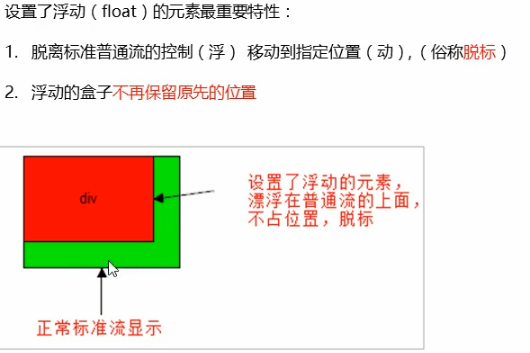 设置了浮动（float）的元素最重要特性：
1. 脱离标准普通流的控制（浮） 移动到指定位置（动）,（俗称脱标）
2. 浮动的盒子不再保留原先的位置
div
设置了浮动的元素，
漂浮在普通流的上面，
不占位置，脱标
正常标准流显示